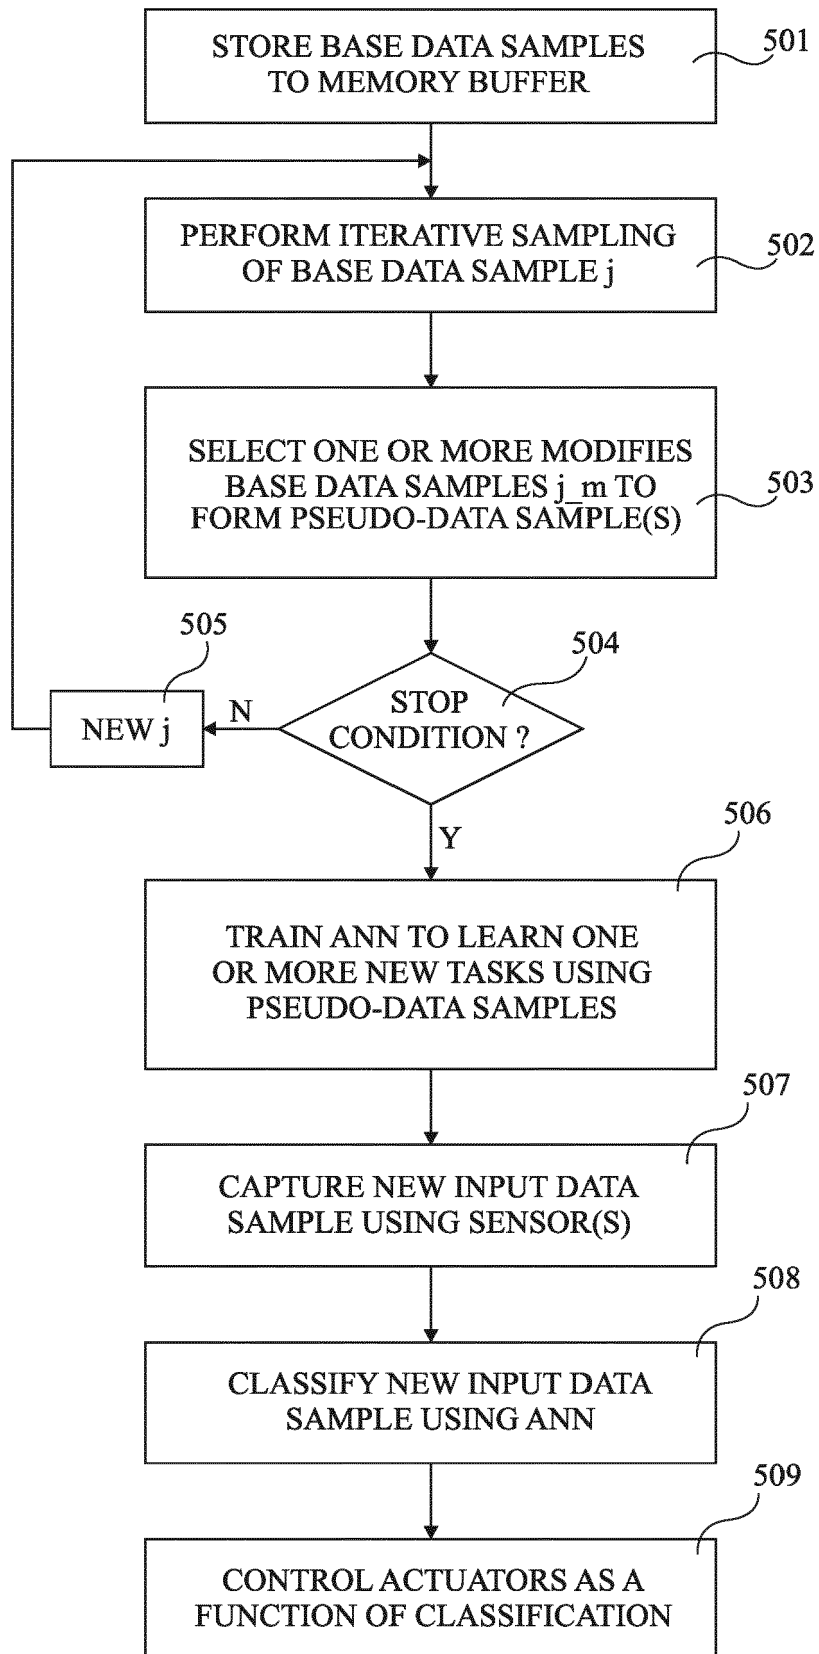 STORE BASE DATA SAMPLES
TO MEMORY BUFFER
501
PERFORM ITERATIVE SAMPLING
OF BASE DATA SAMPLE j
502
SELECT ONE OR MORE MODIFIES
BASE DATA SAMPLES j_m TO
FORM PSEUDO-DATA SAMPLE(S)
503
504
STOP
CONDITION ?
N
505
NEW j
Y
506
TRAIN ANN TO LEARN ONE
OR MORE NEW TASKS USING
PSEUDO-DATA SAMPLES
507
CAPTURE NEW INPUT DATA
SAMPLE USING SENSOR(S)
508
CLASSIFY NEW INPUT DATA
SAMPLE USING ANN
509
CONTROL ACTUATORS AS A
FUNCTION OF CLASSIFICATION